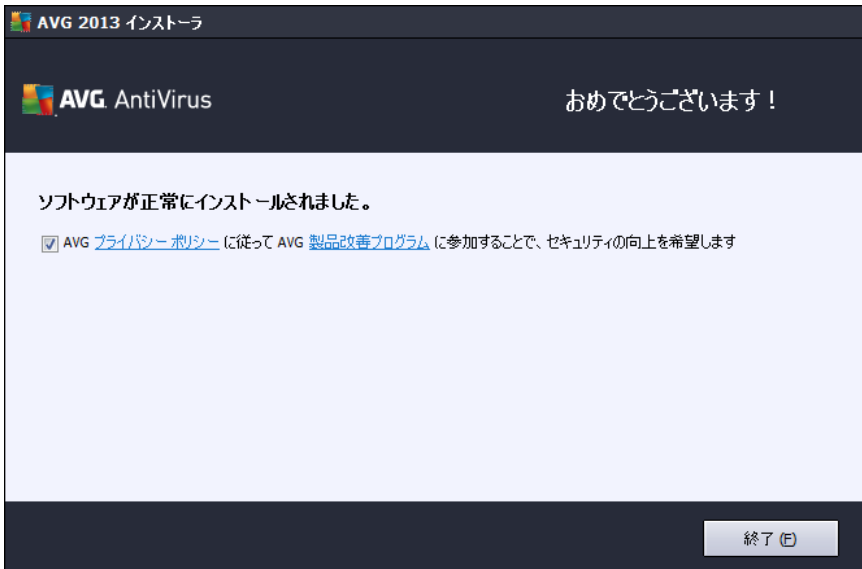 AVG 2013 インストーラ
AVG. AntiVirus
おめでとうございます！
ソフトウェアが正常にインストールされました。
AVG プライバシー ポリシー に従って AVG 製品改善プログラム に参加することで、セキュリティの向上を希望します
終了 (F)